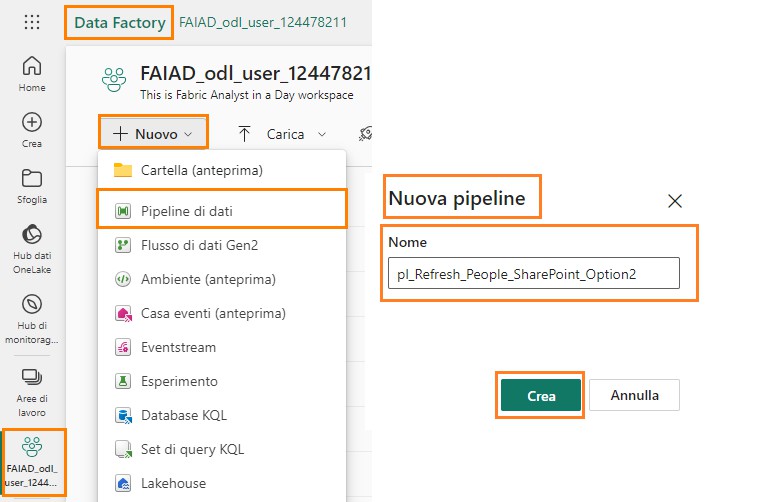 Data Factory
FAIAD_odl_user_124478211
Home
Crea
Sfoglia
Hub dati
OneLake
Hub di
monitorag...
Aree di
lavoro
FAIAD_odl_
user_1244...
FAIAD_odl_user_12447821
This is Fabric Analyst in a Day workspace
Nuovo
Carica
Cartella (anteprima)
Pipeline di dati
Flusso di dati Gen2
Ambiente (anteprima)
Casa eventi (anteprima)
Eventstream
Esperimento
Database KQL
Set di query KQL
Lakehouse
Nuova pipeline
Nome
pl_Refresh_People_SharePoint_Option2
Crea
Annulla